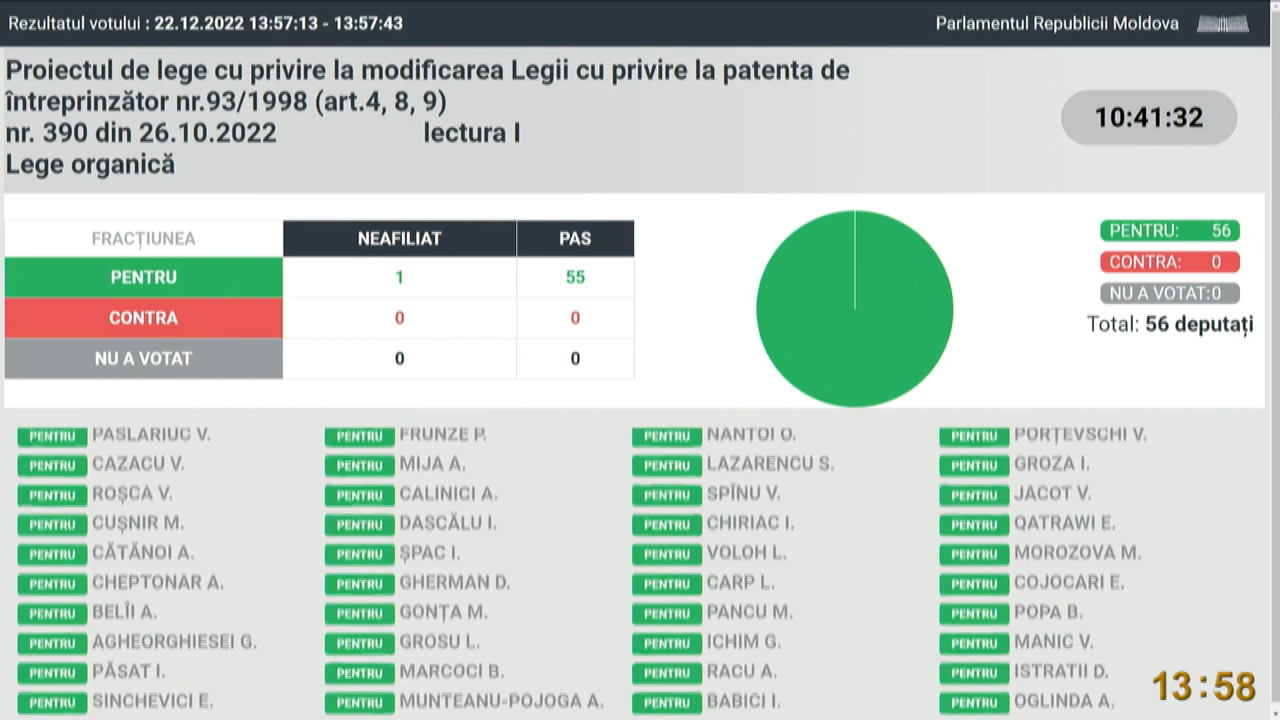 Rezultatul votului : 22.12.2022 13:57:13 - 13:57:43
Parlamentul Republicii Moldova
Proiectul de lege cu privire la modificarea Legii cu privire la patenta de
întreprinzător nr.93/1998 (art.4, 8, 9)
nr. 390 din 26.10.2022 lectura I
Lege organică
10:41:32
FRACȚIUNEA NEAFILIAT PAS
PENTRU 1 55
CONTRA 0 0
NU A VOTAT 0 0
PENTRU: 56
CONTRA: 0
NU A VOTAT:0
Total: 56 deputați
PENTRU PASLARIUC V. PENTRU FRUNZE P. PENTRU NANTOI O. PENTRU PORȚEVSCHI V.
PENTRU CAZACU V. PENTRU MIJA A. PENTRU LAZARENCU S. PENTRU GROZA I.
PENTRU ROȘCA V. PENTRU CALINICI A. PENTRU SPÎNU V. PENTRU JACOT V.
PENTRU CUȘNIR M. PENTRU DASCĂLU I. PENTRU CHIRIAC I. PENTRU QATRAWI E.
PENTRU CĂTĂNOI A. PENTRU ȘPAC I. PENTRU VOLOH L. PENTRU MOROZOVA M.
PENTRU CHEPTONAR A. PENTRU GHERMAN D. PENTRU CARP L. PENTRU COJOCARI E.
PENTRU BELÎI A. PENTRU GONȚA M. PENTRU PANCU M. PENTRU POPA B.
PENTRU AGHEORGHIESEI G. PENTRU GROSU L. PENTRU ICHIM G. PENTRU MANIC V.
PENTRU PĂSAT I. PENTRU MARCOCI B. PENTRU RACU A. PENTRU ISTRATII D.
PENTRU SINCHEVICI E. PENTRU MUNTEANU-POJOGA A. PENTRU BABICI I. PENTRU OGLINDA A.
13:58